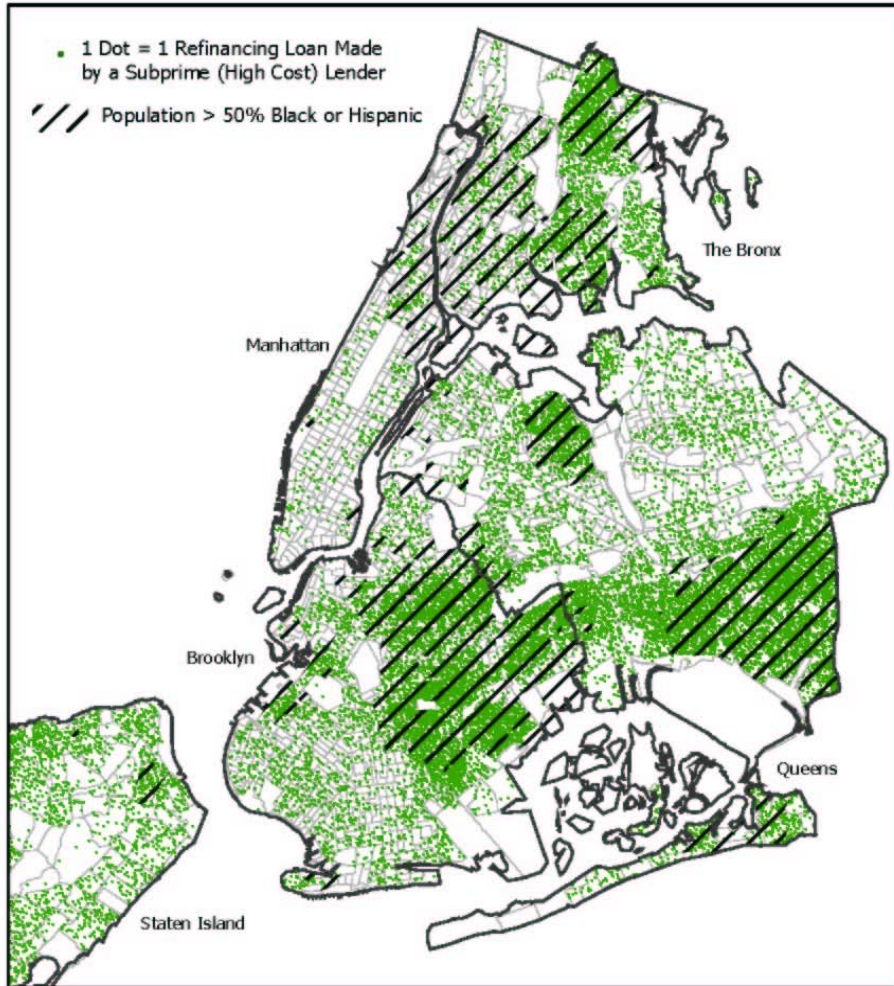 1 Dot = 1 Refinancing Loan Made
by a Subprime (High Cost) Lender
Population > 50% Black or Hispanic
The Bronx
Manhattan
Brooklyn
Queens
Staten Island